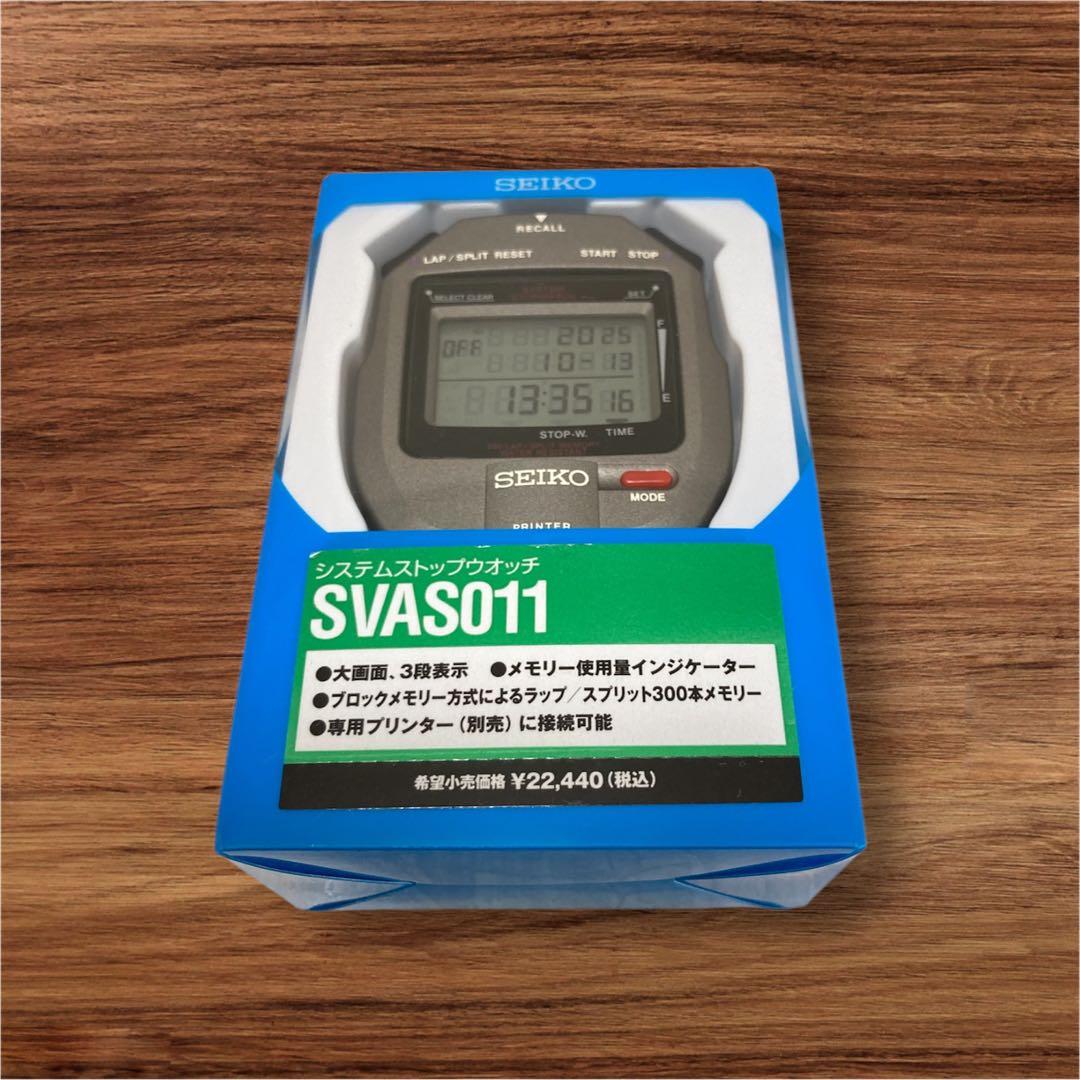 SEIKO
RECALL
LAP/SPLIT RESET START STOP
SELECT CLEAR SET
F
2025
OFF
10-13
13:35 16
E
STOP-W. TIME
SEIKO
MODE
PRINTER
システムストップウオッチ
SVAS011
●大画面、3段表示 ●メモリー使用量インジケーター
●ブロックメモリー方式によるラップ/スプリット300本メモリー
●専用プリンター(別売)に接続可能
希望小売価格 ¥22,440(税込)